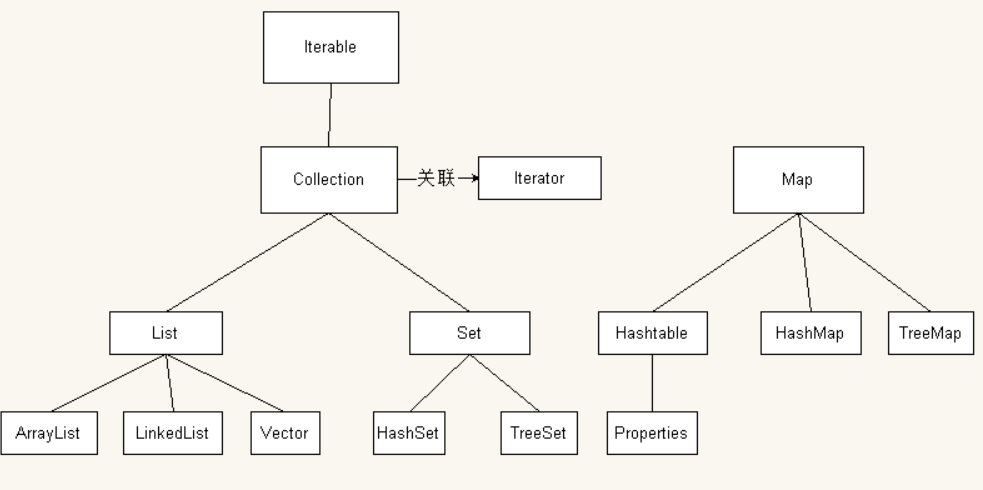 Iterable
Collection
关联
Iterator
Map
List
Set
Hashtable
HashMap
TreeMap
ArrayList
LinkedList
Vector
HashSet
TreeSet
Properties